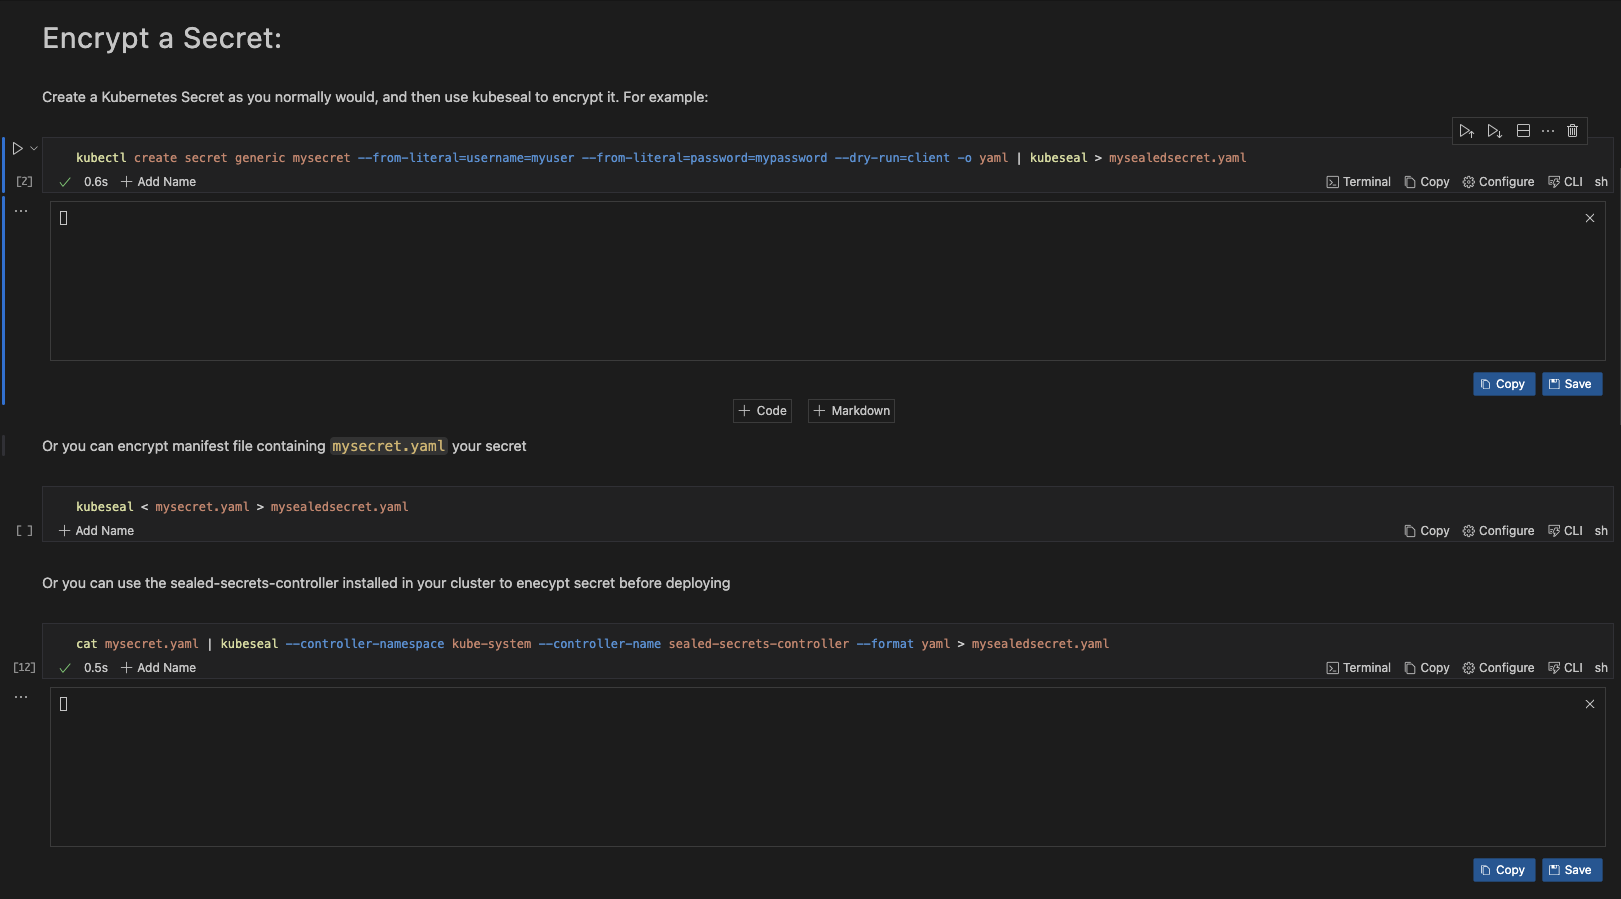 Encrypt a Secret:
Create a Kubernetes Secret as you normally would, and then use kubeseal to encrypt it. For example:
kubectl create secret generic mysecret --from-literal=username=myuser --from-literal=password=mypassword --dry-run=client -o yaml | kubeseal > mysealedsecret.yaml
[2] 0.6s Add Name Terminal Copy Configure CLI sh
Copy Save
Code Markdown
Or you can encrypt manifest file containing mysecret.yaml your secret
kubeseal < mysecret.yaml > mysealedsecret.yaml
[ ] Add Name Copy Configure CLI sh
Or you can use the sealed-secrets-controller installed in your cluster to enecypt secret before deploying
cat mysecret.yaml | kubeseal --controller-namespace kube-system --controller-name sealed-secrets-controller --format yaml > mysealedsecret.yaml
[12] 0.5s Add Name Terminal Copy Configure CLI sh
Copy Save